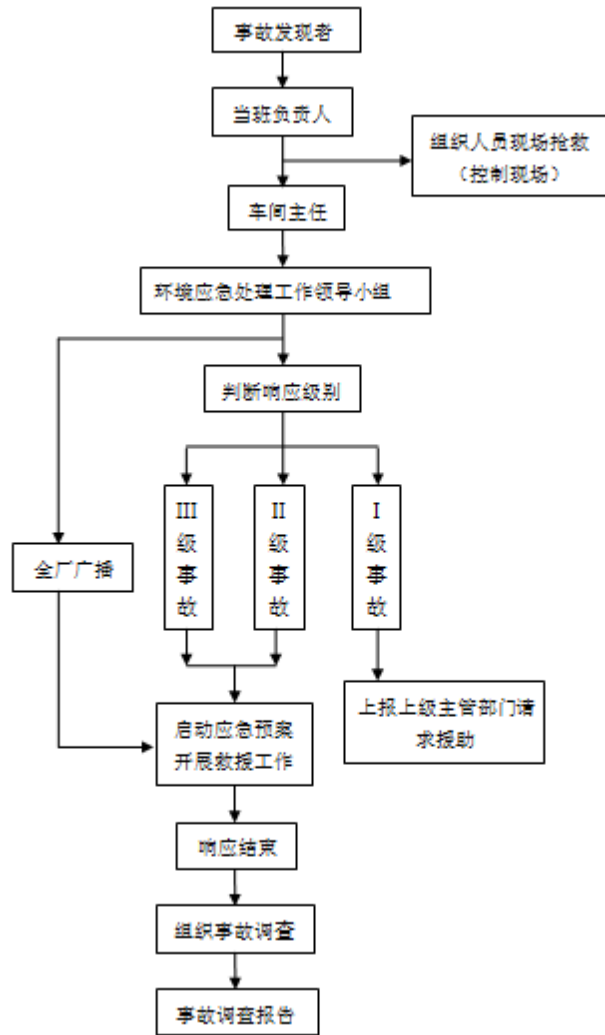 事故发现者
当班负责人
组织人员现场抢救
（控制现场）
车间主任
环境应急处理工作领导小组
判断响应级别
III
级
事
故
II
级
事
故
I
级
事
故
全厂广播
上报上级主管部门请
求援助
启动应急预案
开展救援工作
响应结束
组织事故调查
事故调查报告